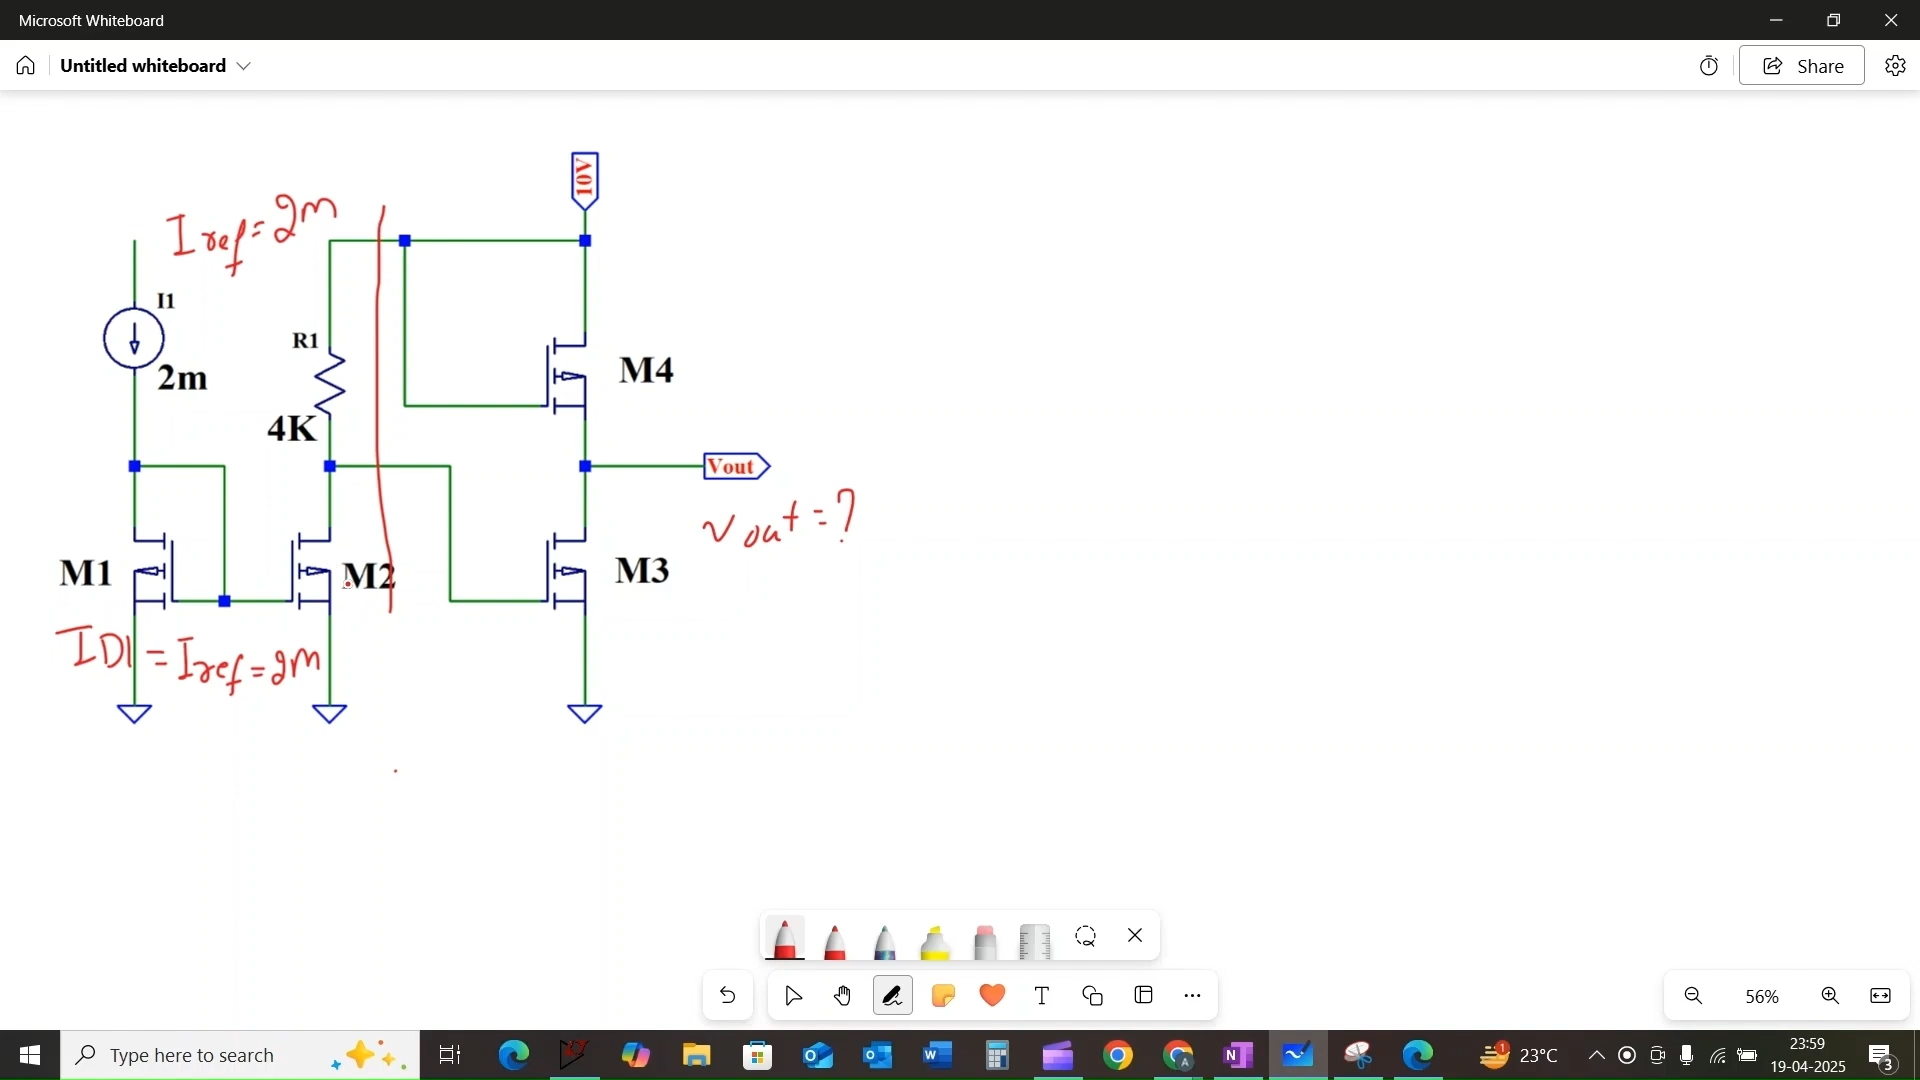 Microsoft Whiteboard
Untitled whiteboard
Share
10V
Iref = 2m
I1
2m
R1
4K
M4
Vout
Vout = ?
M1
M2
M3
ID1 = Iref = 2m
T
56%
Type here to search
23°C
23:59
19-04-2025
3